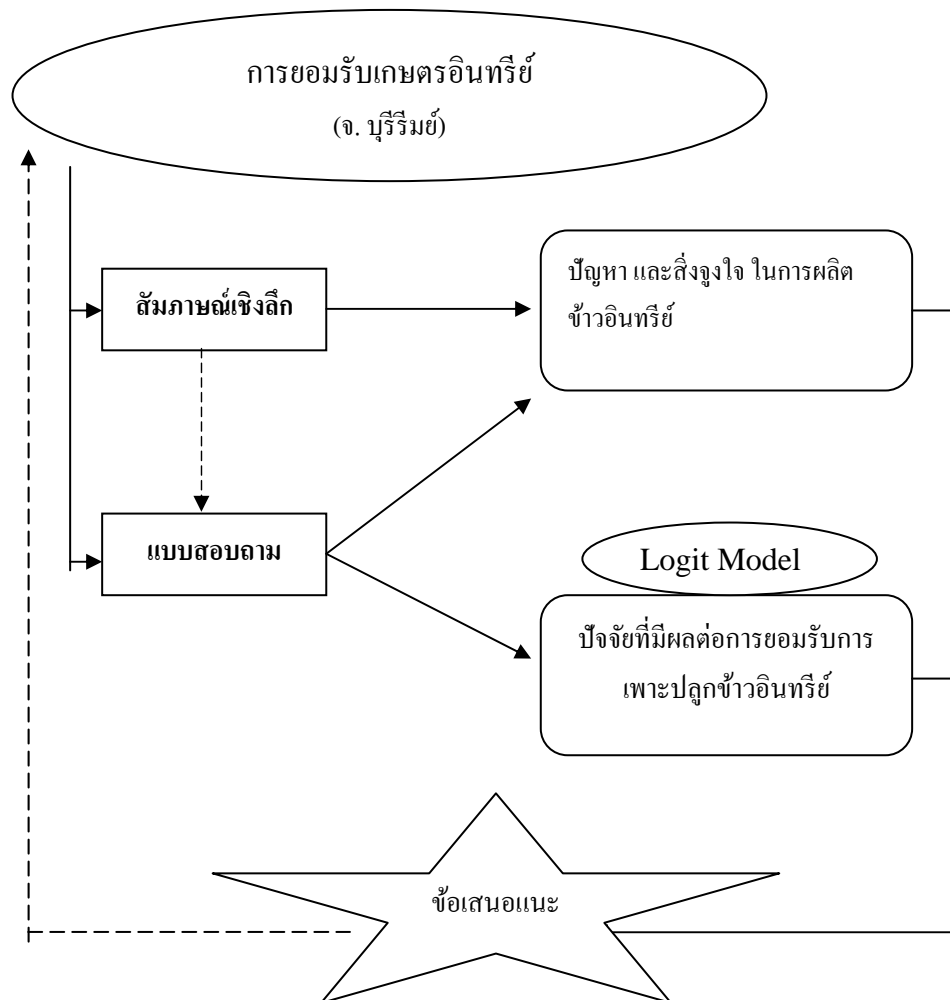 การยอมรับเกษตรอินทรีย์
(จ. บุรีรีมย์)
สัมภาษณ์เชิงลึก
ปัญหา และสิ่งจูงใจ ในการผลิต
ข้าวอินทรีย์
แบบสอบถาม
Logit Model
ปัจจัยที่มีผลต่อการยอมรับการ
เพาะปลูกข้าวอินทรีย์
ข้อเสนอแนะ